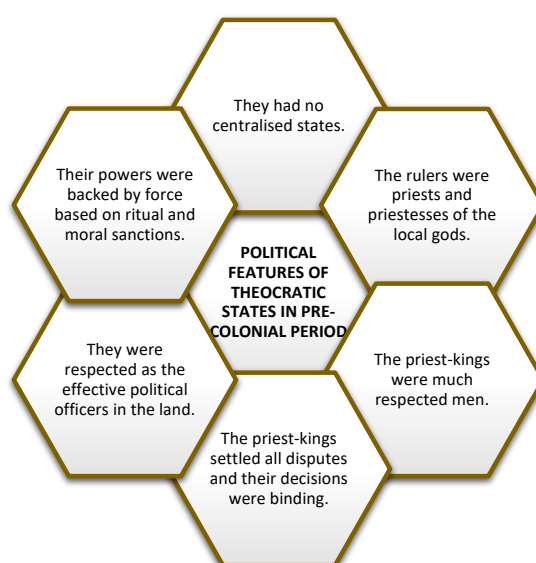 They had no
centralised states.
Their powers were
backed by force
based on ritual and
moral sanctions.
The rulers were
priests and
priestesses of the
local gods.
POLITICAL
FEATURES OF
THEOCRATIC
STATES IN PRE-
COLONIAL PERIOD
They were
respected as the
effective political
officers in the land.
The priest-kings
were much
respected men.
The priest-kings
settled all disputes
and their decisions
were binding.